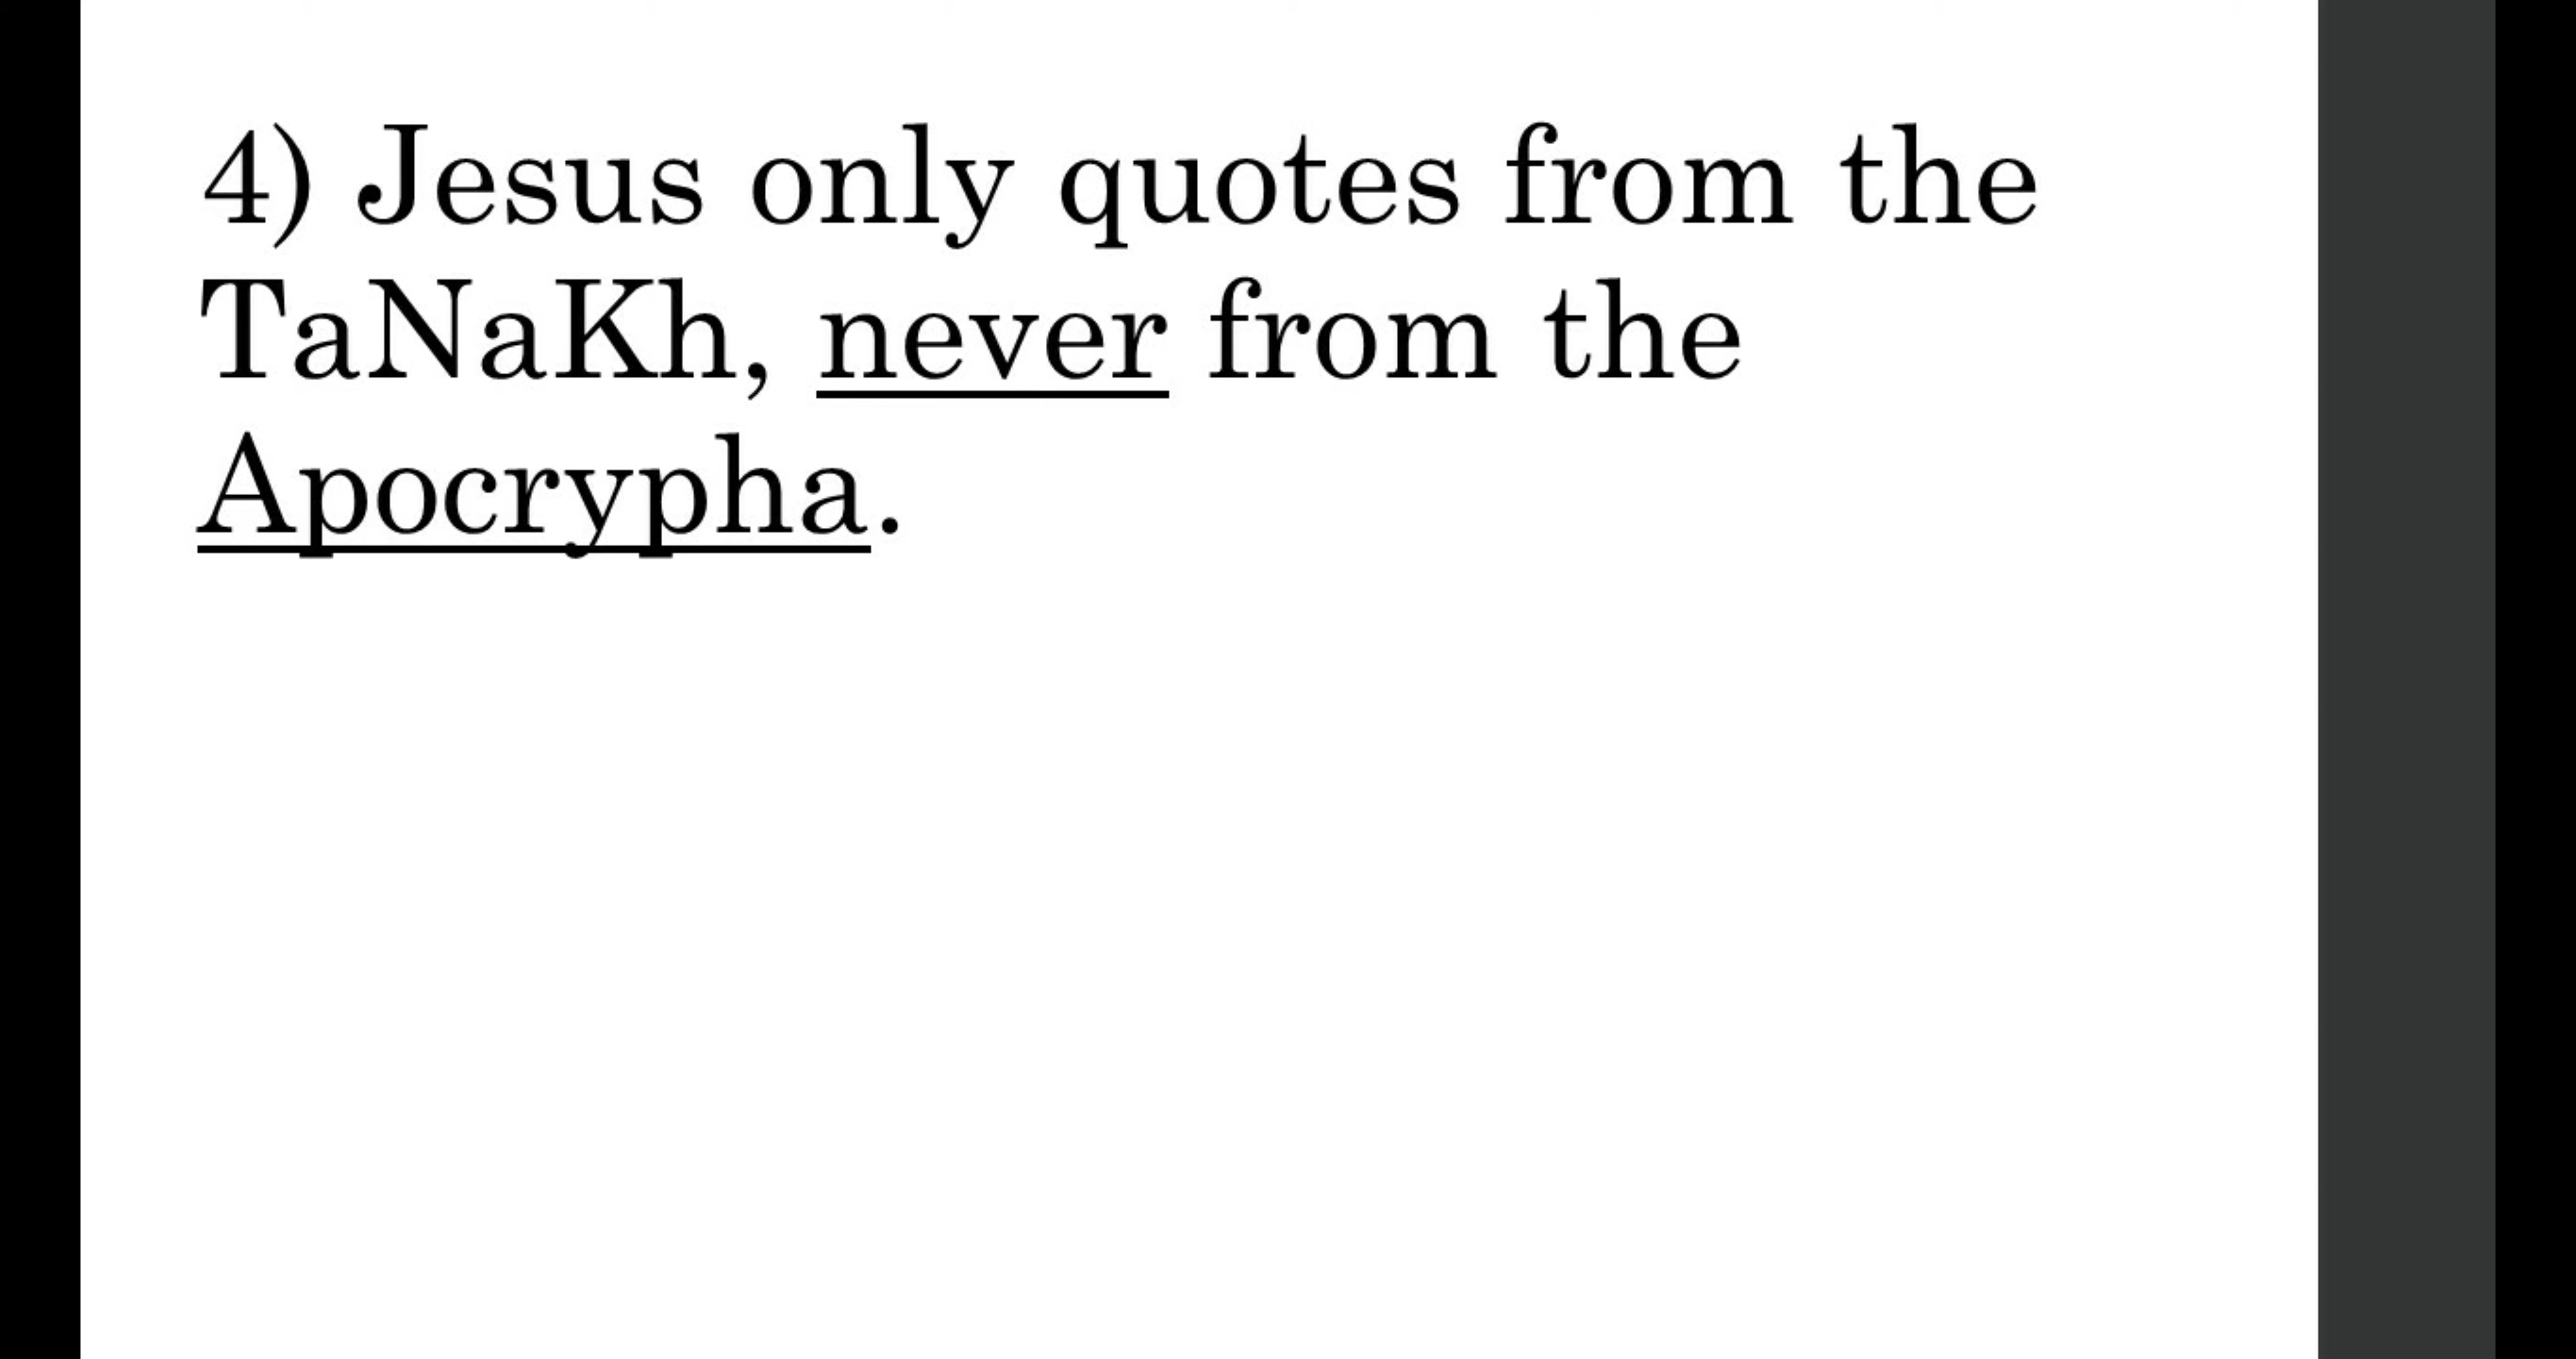 4) Jesus only quotes from the
TaNaKh, never from the
Apocrypha.